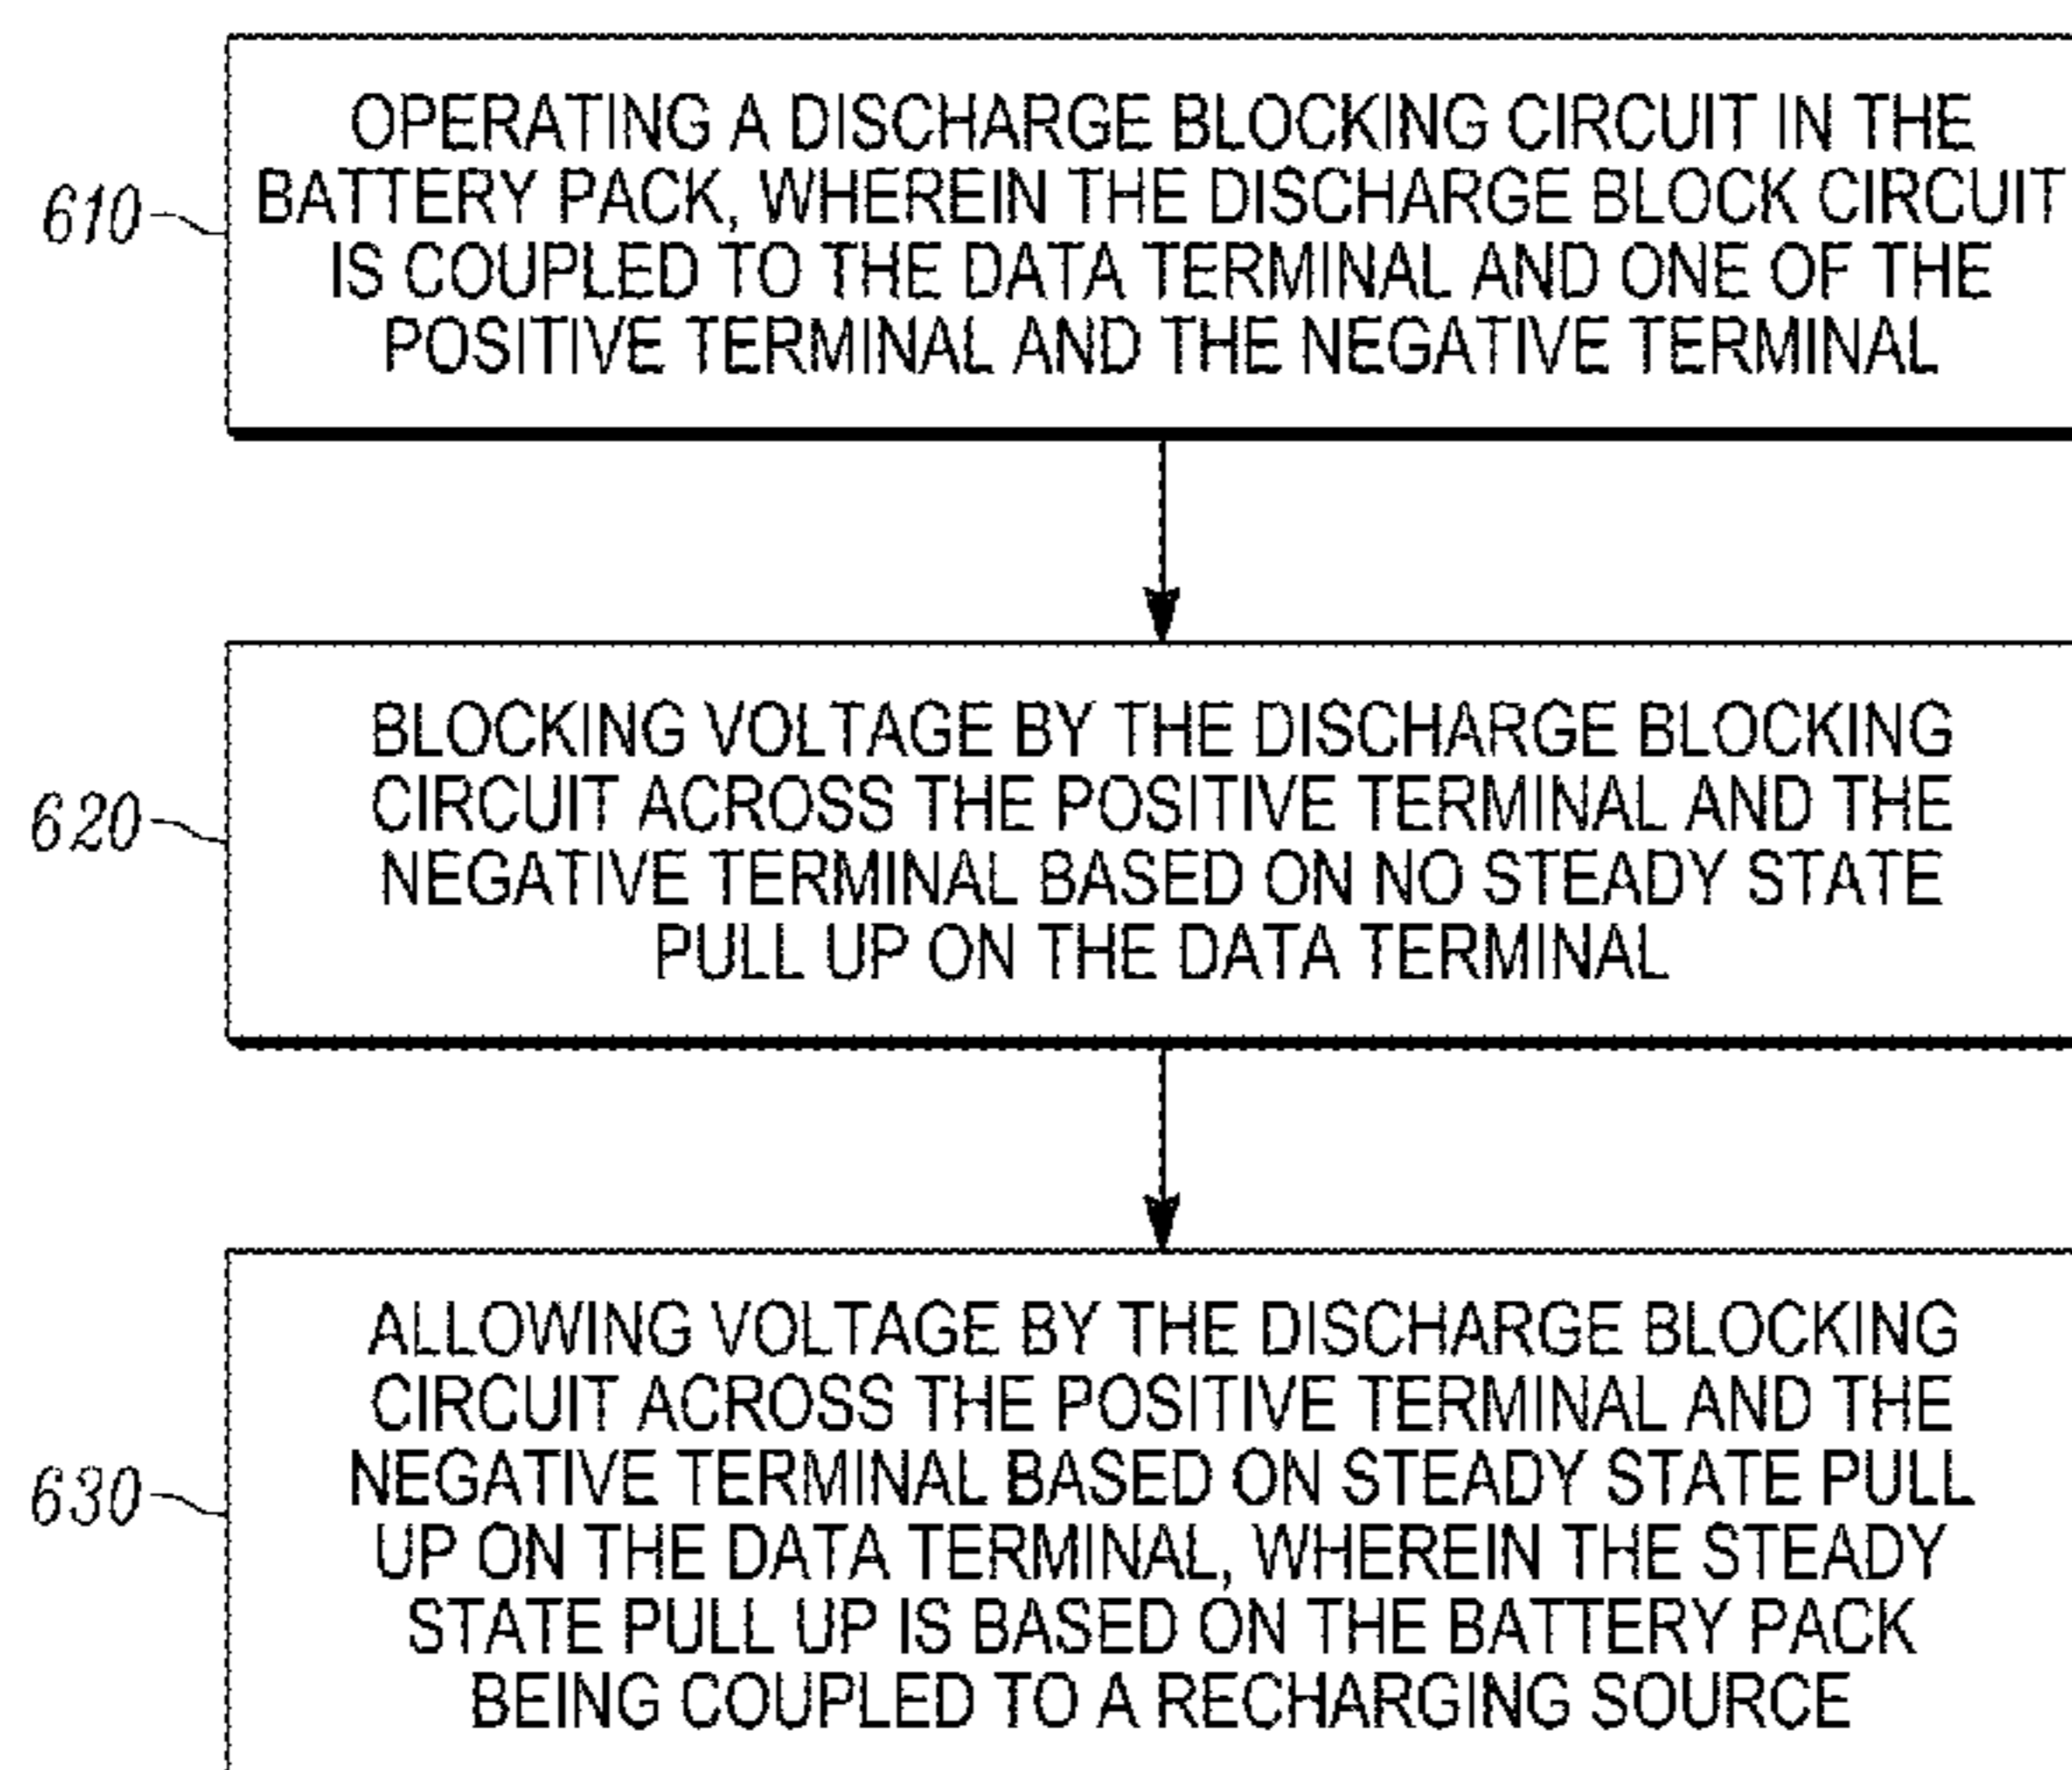 OPERATING A DISCHARGE BLOCKING CIRCUIT IN THE
BATTERY PACK, WHEREIN THE DISCHARGE BLOCK CIRCUIT
IS COUPLED TO THE DATA TERMINAL AND ONE OF THE
POSITIVE TERMINAL AND THE NEGATIVE TERMINAL
610
BLOCKING VOLTAGE BY THE DISCHARGE BLOCKING
CIRCUIT ACROSS THE POSITIVE TERMINAL AND THE
NEGATIVE TERMINAL BASED ON NO STEADY STATE
PULL UP ON THE DATA TERMINAL
620
ALLOWING VOLTAGE BY THE DISCHARGE BLOCKING
CIRCUIT ACROSS THE POSITIVE TERMINAL AND THE
NEGATIVE TERMINAL BASED ON STEADY STATE PULL
UP ON THE DATA TERMINAL, WHEREIN THE STEADY
STATE PULL UP IS BASED ON THE BATTERY PACK
BEING COUPLED TO A RECHARGING SOURCE
630